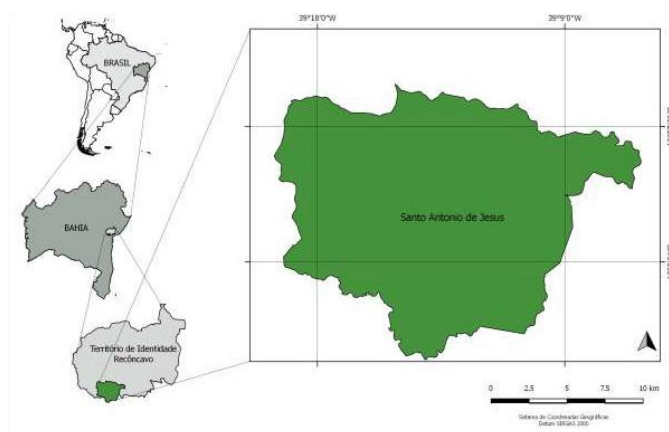 39°18'0"W
39°9'0"W
BRASIL
BAHIA
Território de Identidade
Recôncavo
Santo Antonio de Jesus
0 2.5 5 7.5 10 km
Sistema de Coordenadas Geográficas
Datum SIRGAS 2000